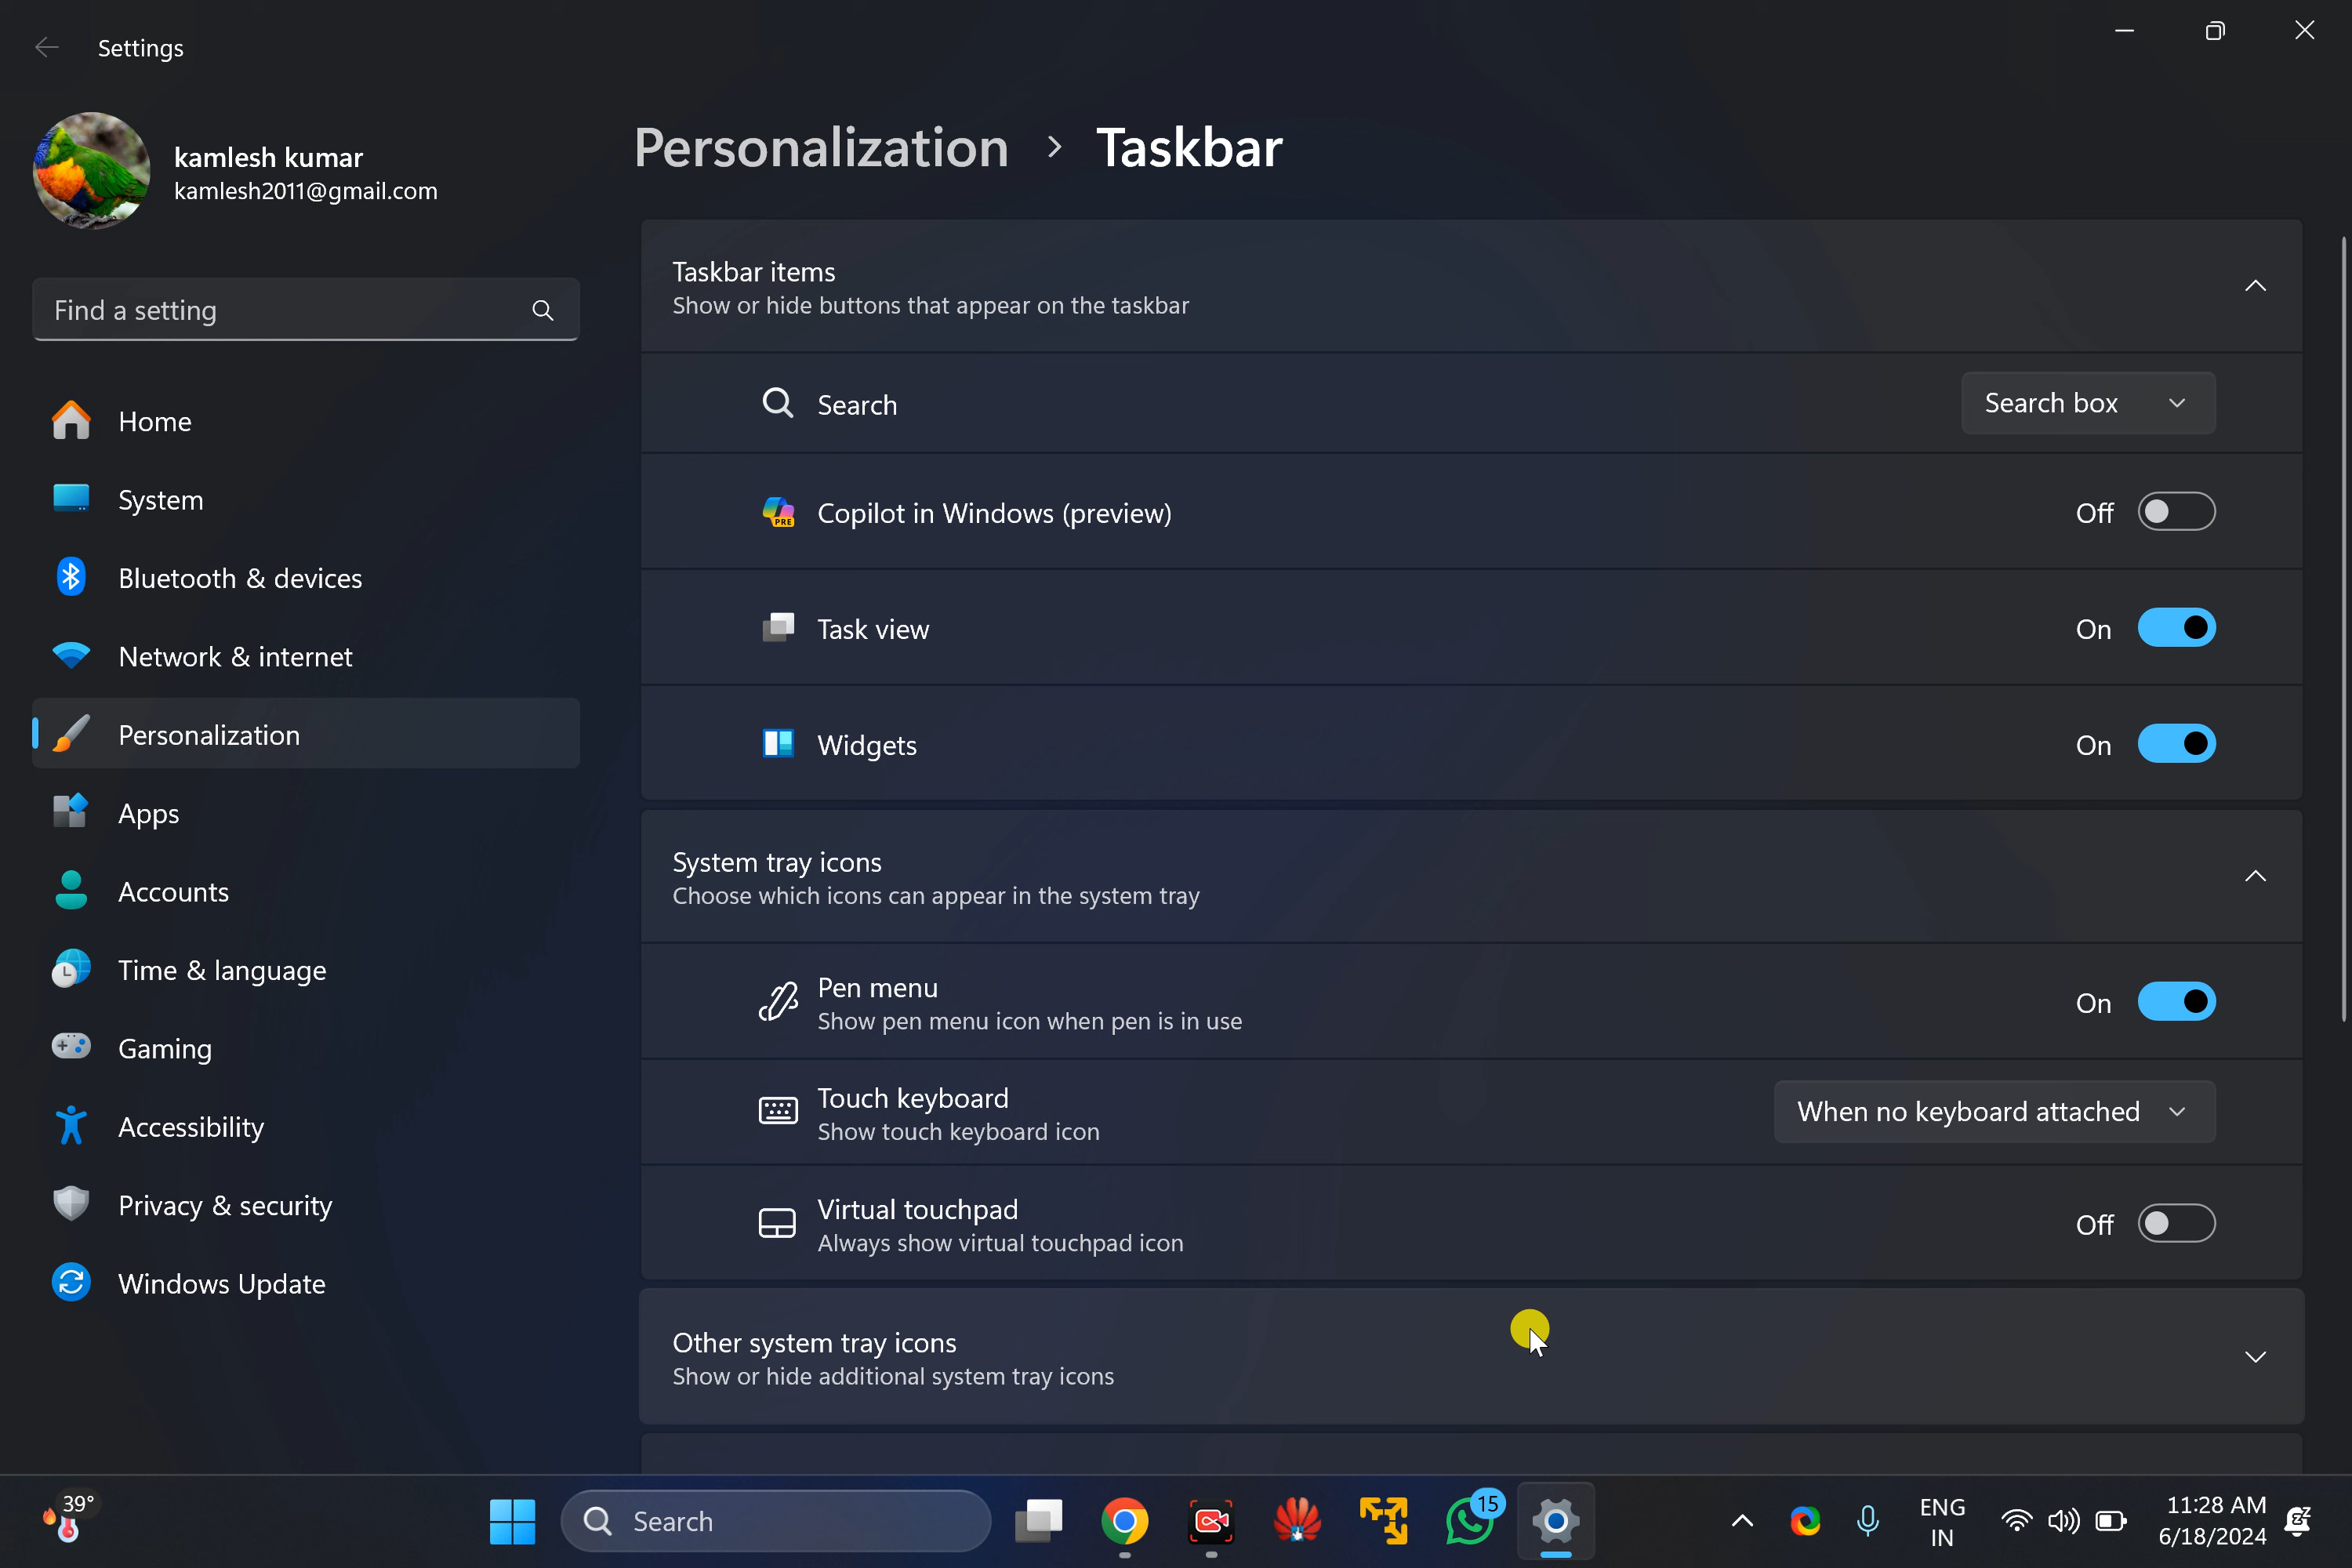 Settings
kamlesh kumar
kamlesh2011@gmail.com
Find a setting
Home
System
Bluetooth & devices
Network & internet
Personalization
Apps
Accounts
Time & language
Gaming
Accessibility
Privacy & security
Windows Update
Personalization > Taskbar
Taskbar items
Show or hide buttons that appear on the taskbar
Search
Search box
PRE
Copilot in Windows (preview)
Off
Task view
On
Widgets
On
System tray icons
Choose which icons can appear in the system tray
Pen menu
Show pen menu icon when pen is in use
On
Touch keyboard
Show touch keyboard icon
When no keyboard attached
Virtual touchpad
Always show virtual touchpad icon
Off
Other system tray icons
Show or hide additional system tray icons
39°
Search
15
ENG
IN
11:28 AM
6/18/2024